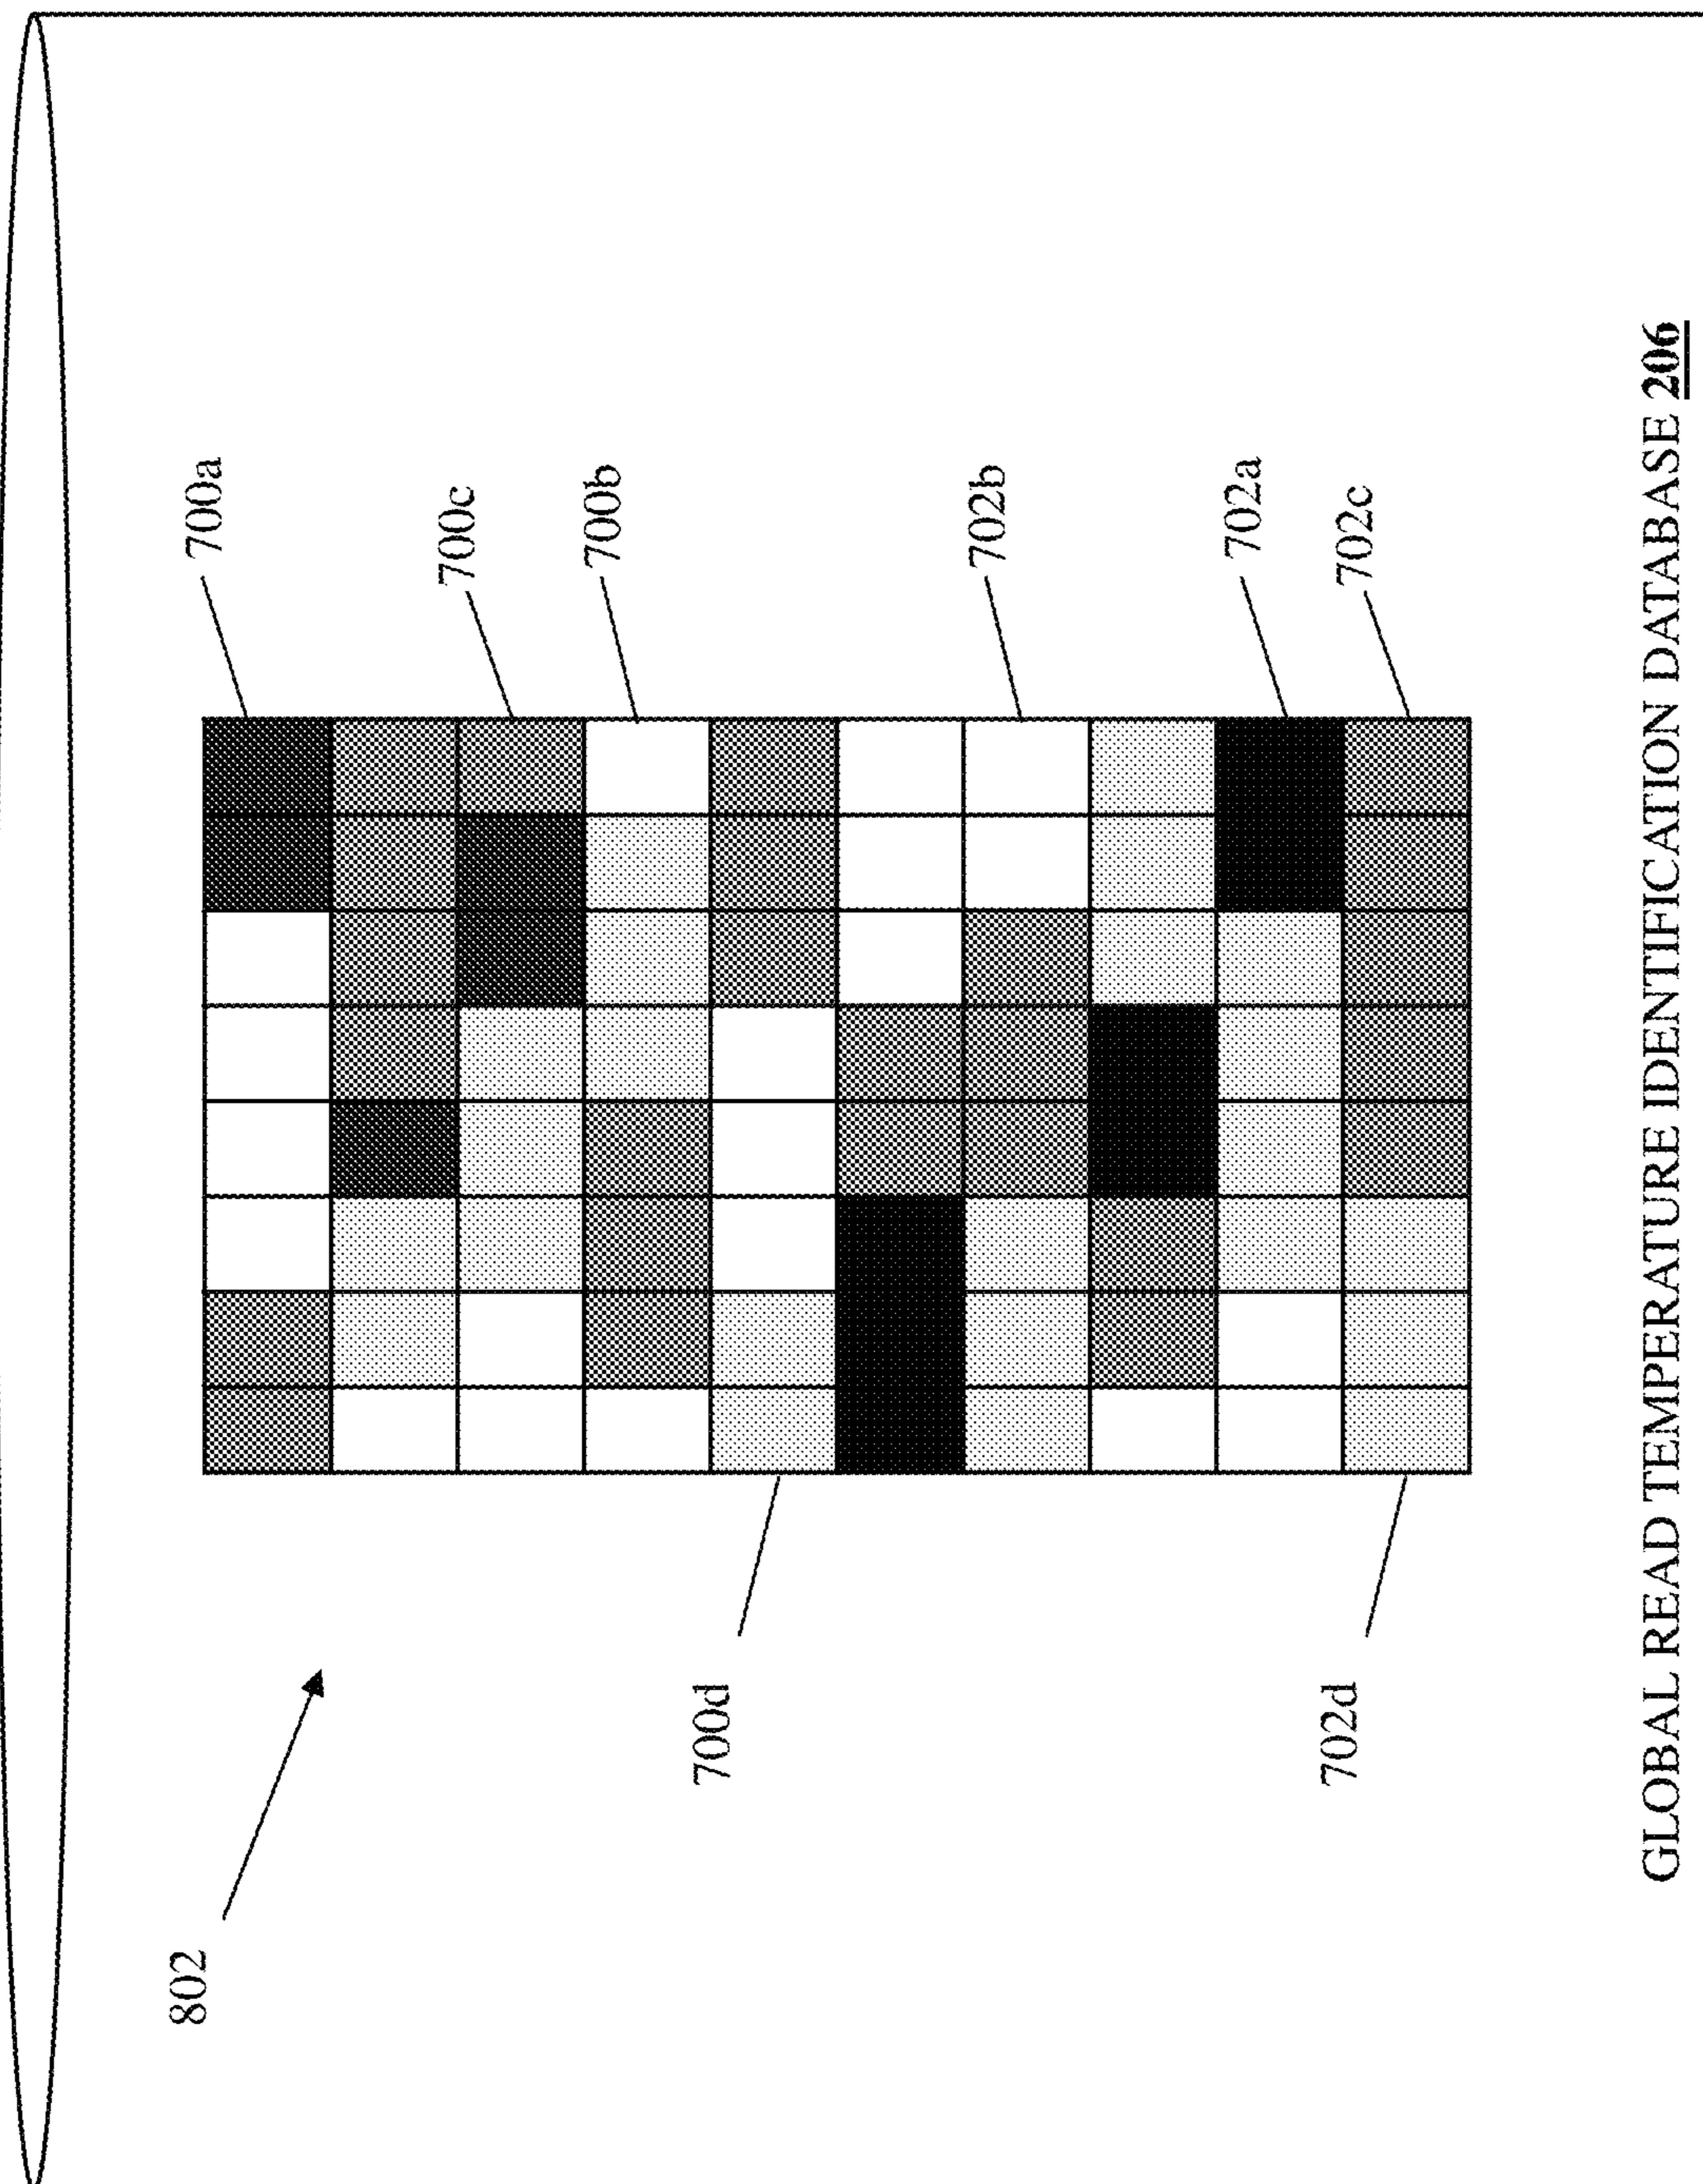 802
700a
700c
700b
700d
702b
702a
702d
702c
GLOBAL READ TEMPERATURE IDENTIFICATION DATABASE 206